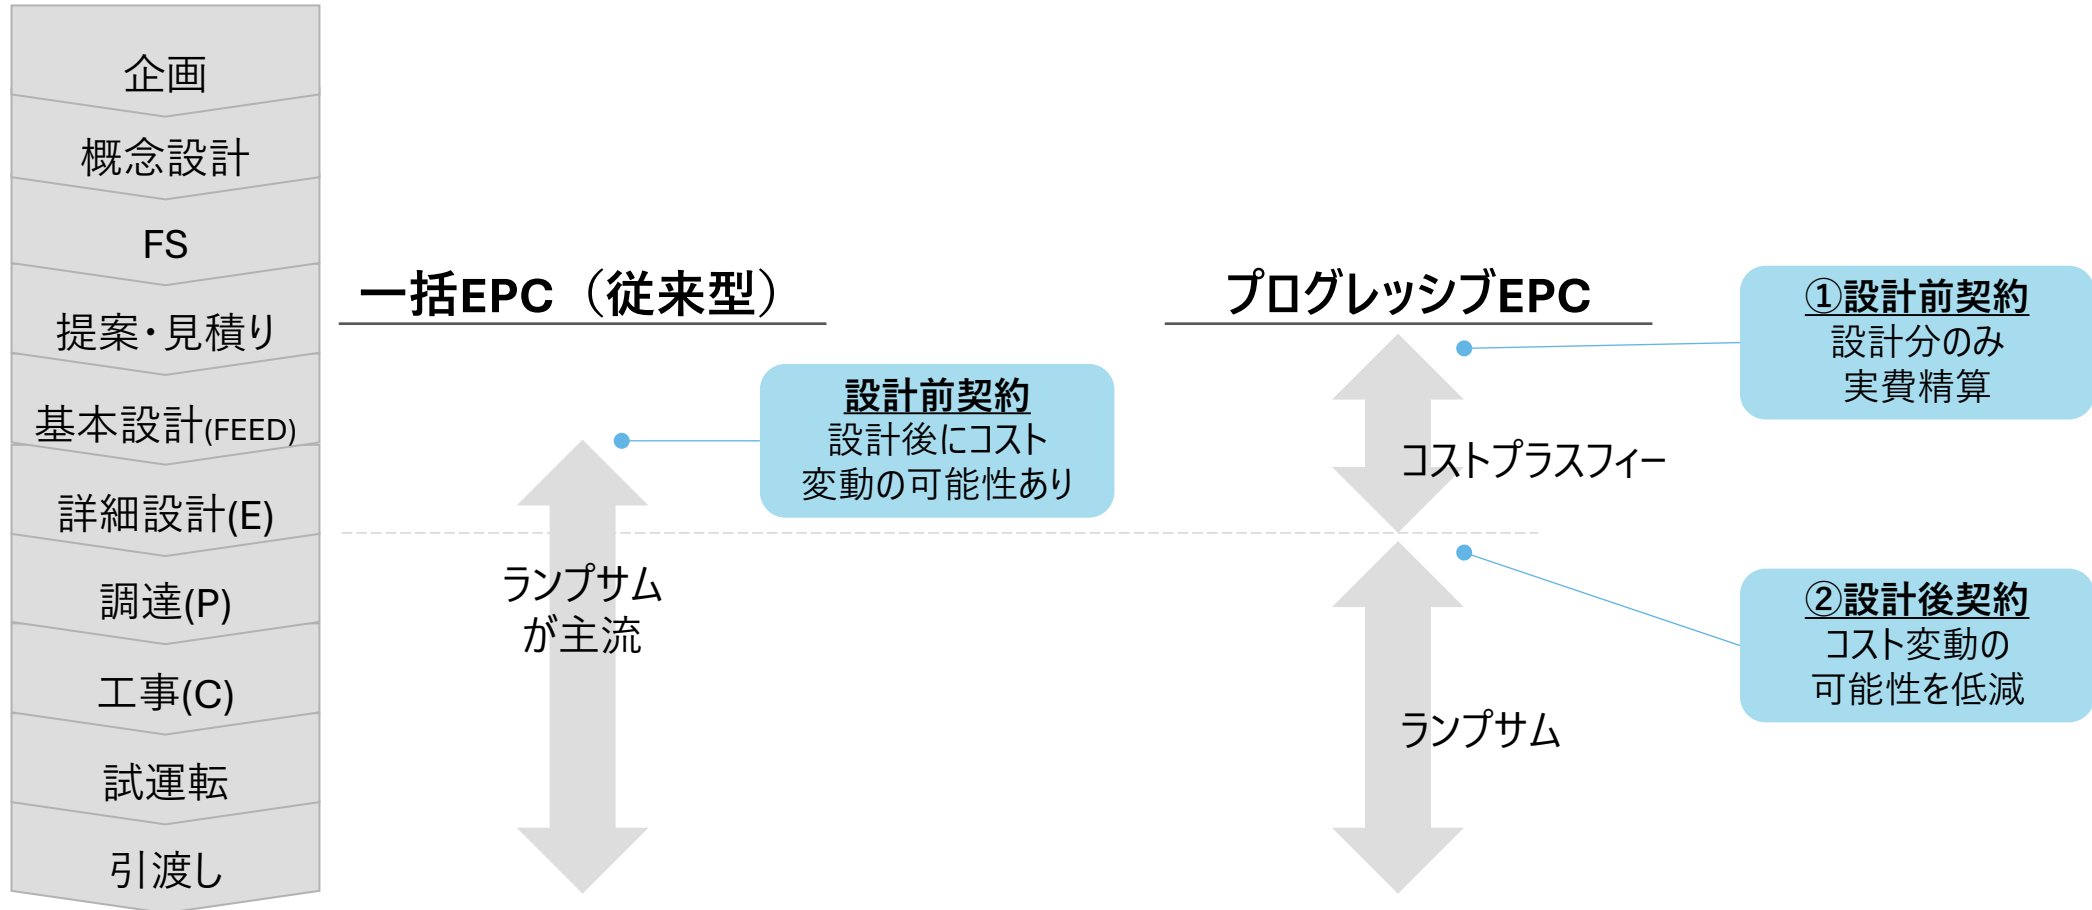 企画
概念設計
FS
提案・見積り
基本設計(FEED)
詳細設計(E)
調達(P)
工事(C)
試運転
引渡し
一括EPC（従来型）
設計前契約
設計後にコスト
変動の可能性あり
ランプサム
が主流
プログレッシブEPC
①設計前契約
設計分のみ
実費精算
コストプラスフィー
②設計後契約
コスト変動の
可能性を低減
ランプサム